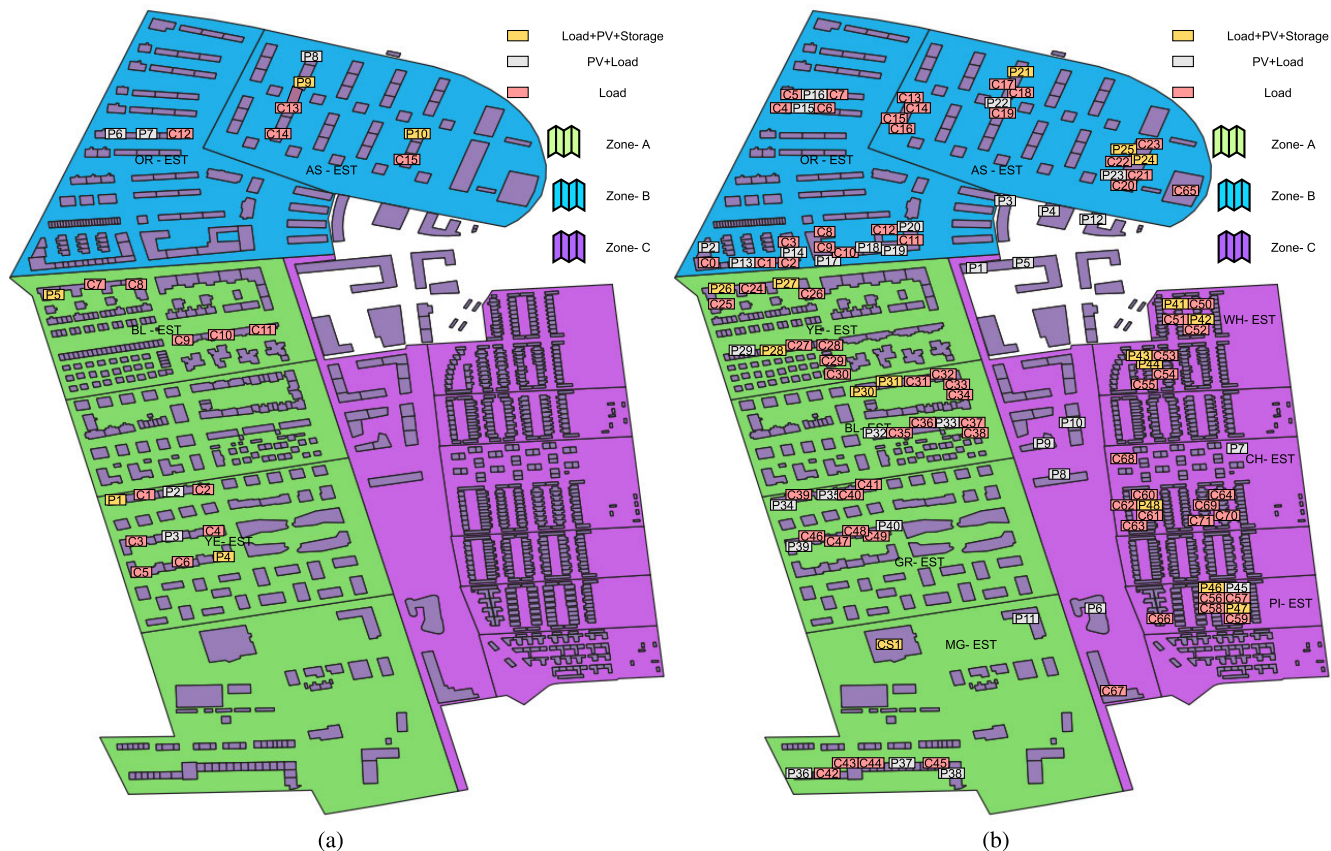 Load+PV+Storage
PV+Load
Load
Zone- A
Zone- B
Zone- C
P8
P9
C13
C14
P10
C15
P6 P7 C12
OR - EST
AS - EST
C7 C8
P5
BL - EST
C9 C10 C11
P1 C1 P2 C2
C3 P3 C4
YE- EST
C5 C6 P4
(a)
Load+PV+Storage
PV+Load
Load
Zone- A
Zone- B
Zone- C
P21
C17
C18
P22
C19
C5 P16 C7
C4 P15 C6
C13
C14
C15
C16
OR - EST
AS - EST
C23
P25
C22 P24
P23 C21
C20
C65
P3
P4
P12
P2
C0 P13 C1 C2
C3
P14
C8
C9 C10
P17
C12 P20
C11
P18 P19
P1
P5
P26 C24 P27
C25
C26
YE - EST
P29 P28 C27 C28
C29
C30
P30 P31 C31 C32
C33
C34
BL- EST
P32 C35 C36 P33 C37
C38
P41 C50
C51 P42
C52
WH- EST
P43 C53
P44
C54
C55
P10
P9
P8
P7
C68
CH- EST
C39 P35 C40 C41
P34
C60
C62 P48
C61
C63
C64
C69
C70
C71
C46 C48 P40
P39 C47 C49
GR- EST
P46 P45
C56 C57
C58 P47
C66 C59
PI- EST
P6
P11
CS1
MG- EST
C67
C43 C44 P37 C45
P36 C42 P38
(b)